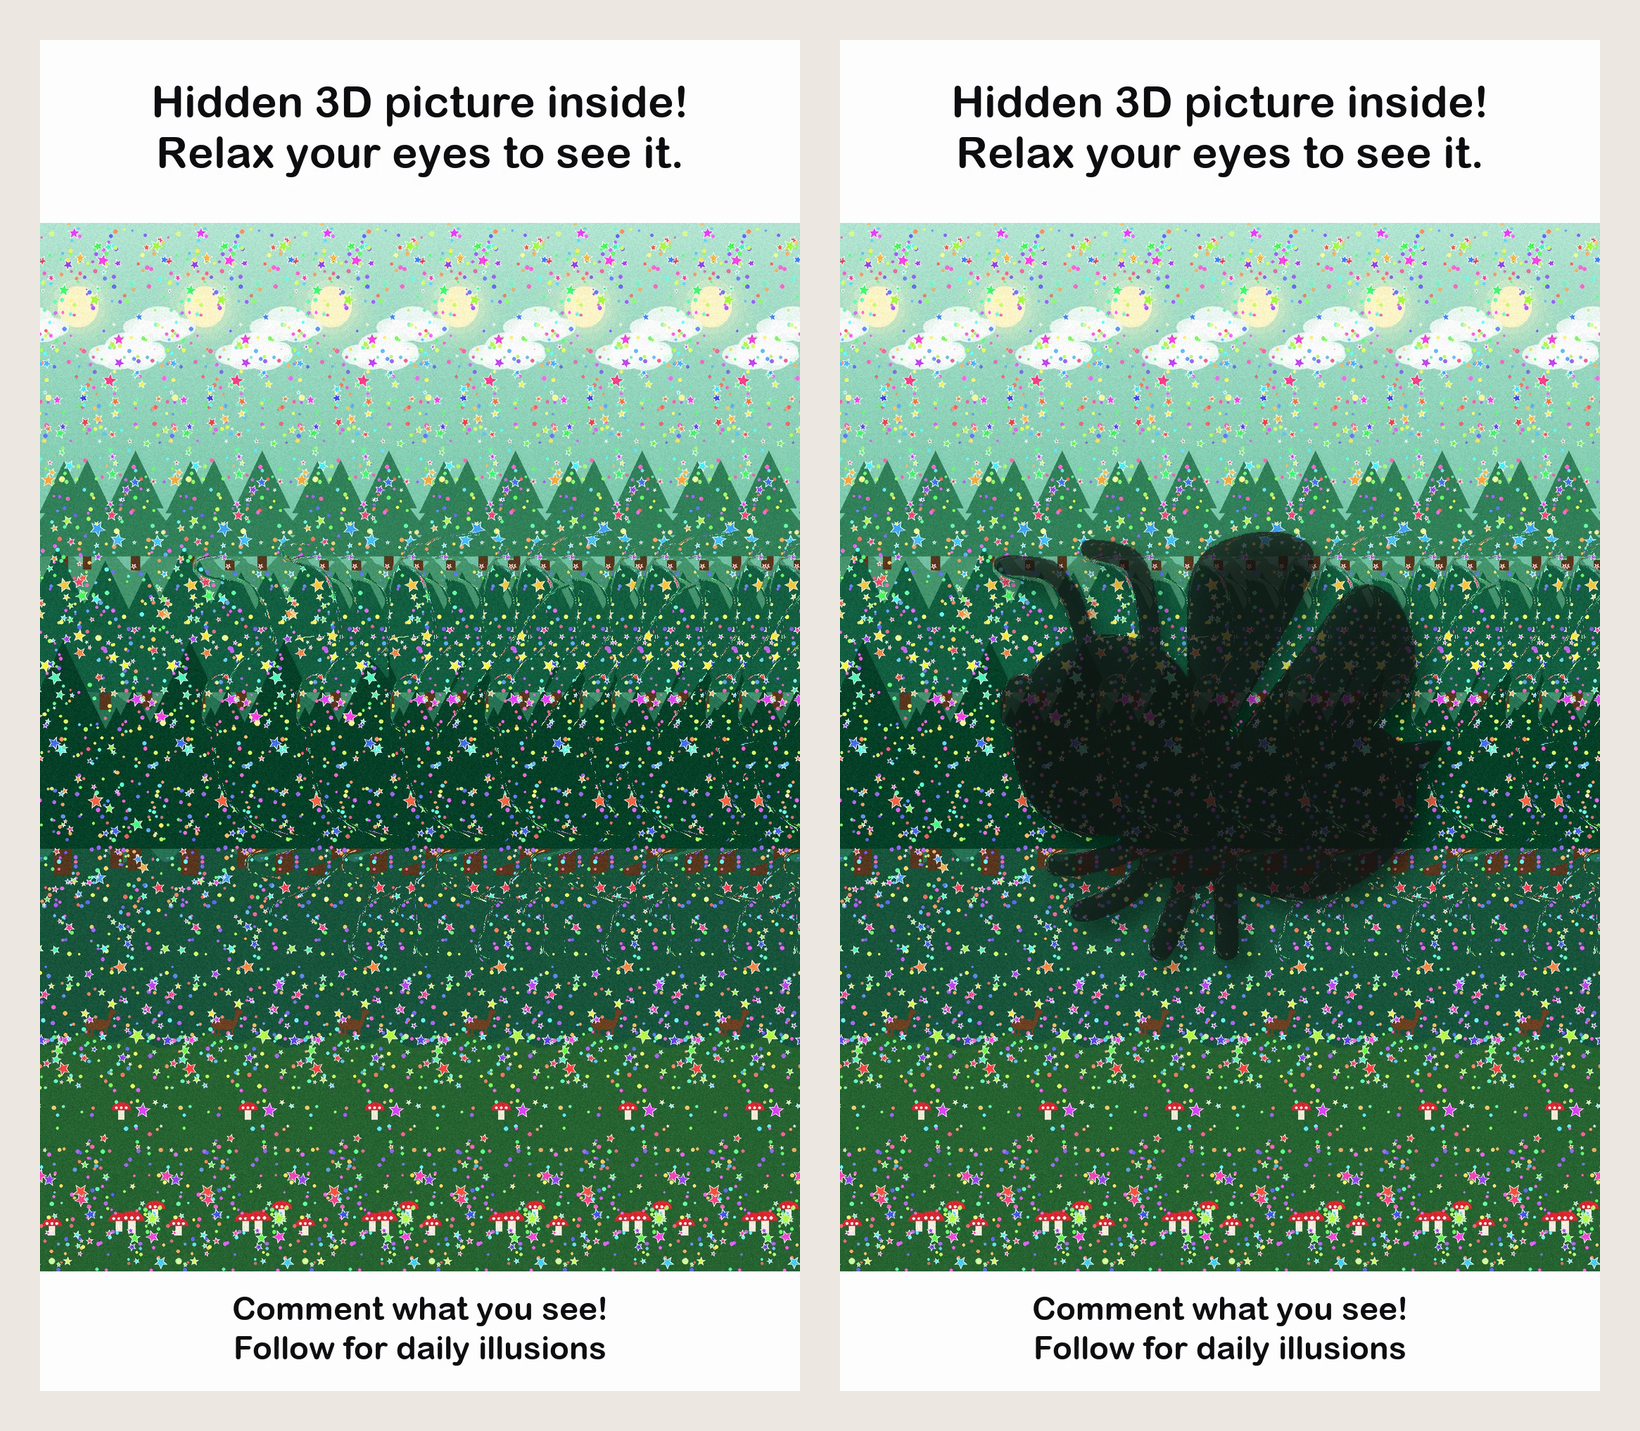 Hidden 3D picture inside!
Relax your eyes to see it.
Hidden 3D picture inside!
Relax your eyes to see it.
Comment what you see!
Follow for daily illusions
Comment what you see!
Follow for daily illusions